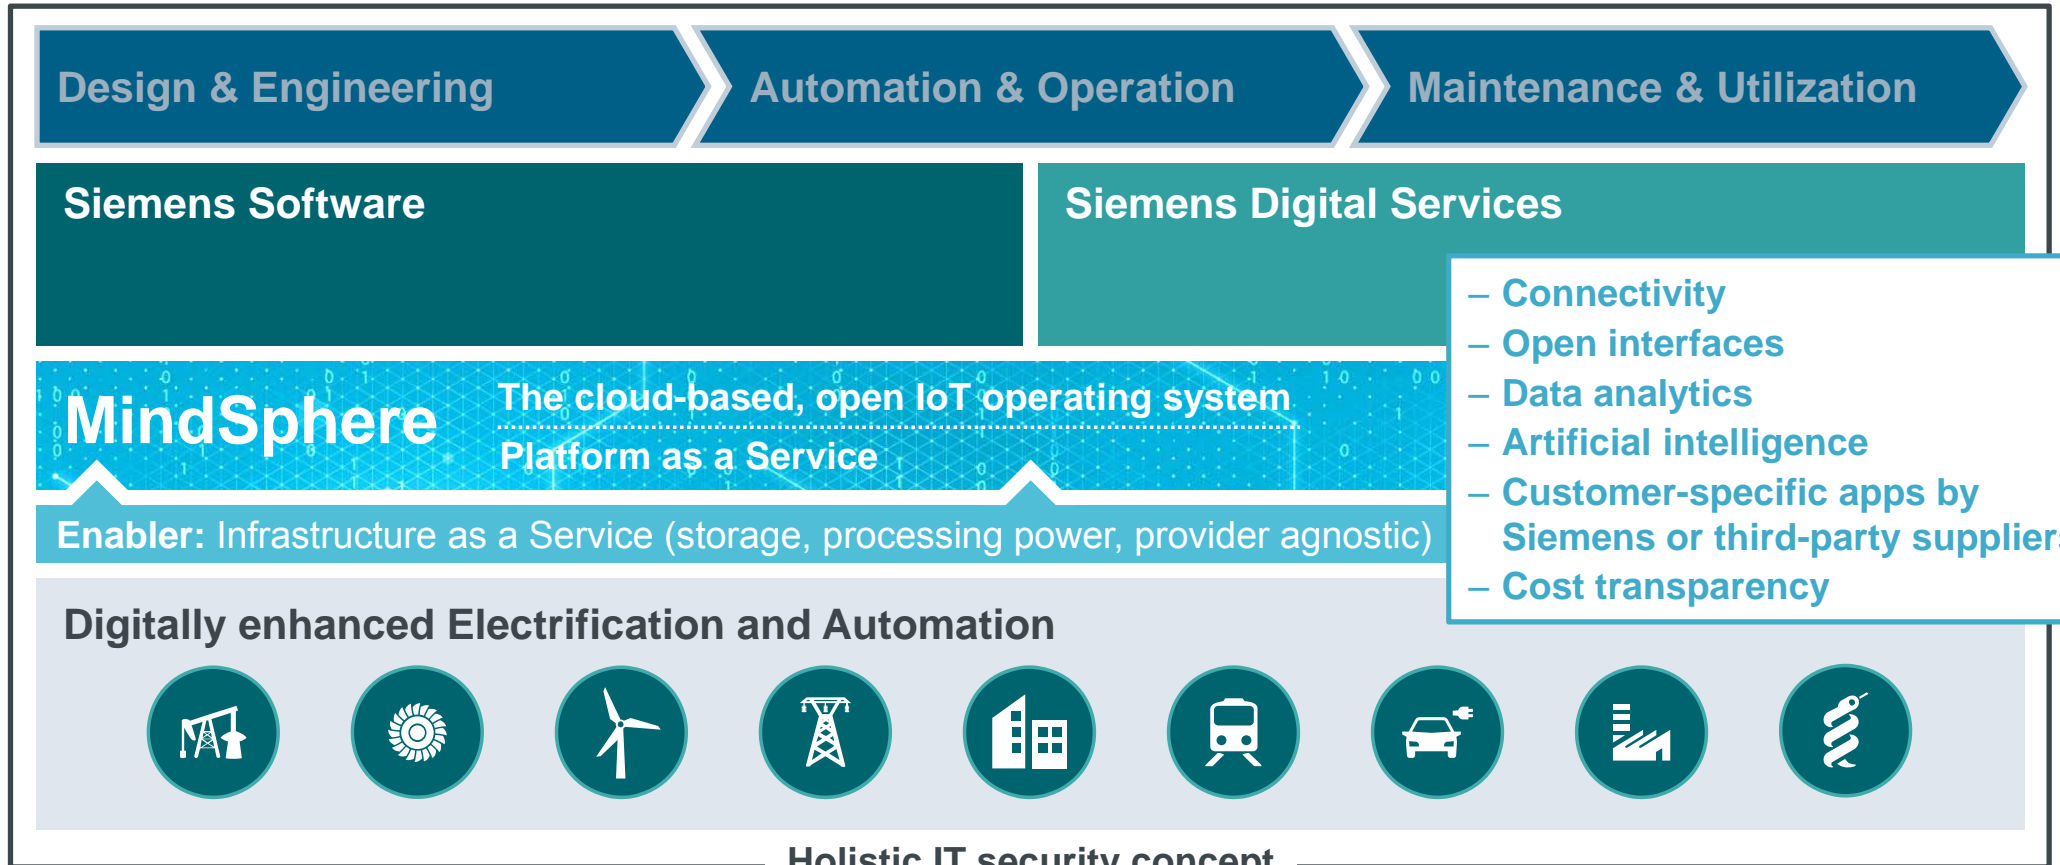 Design & Engineering
Automation & Operation
Maintenance & Utilization
Siemens Software
Siemens Digital Services
MindSphere
The cloud-based, open IoT operating system
Platform as a Service
Enabler: Infrastructure as a Service (storage, processing power, provider agnostic)
– Connectivity
– Open interfaces
– Data analytics
– Artificial intelligence
– Customer-specific apps by
Siemens or third-party suppliers
– Cost transparency
Digitally enhanced Electrification and Automation
Holistic IT security concept